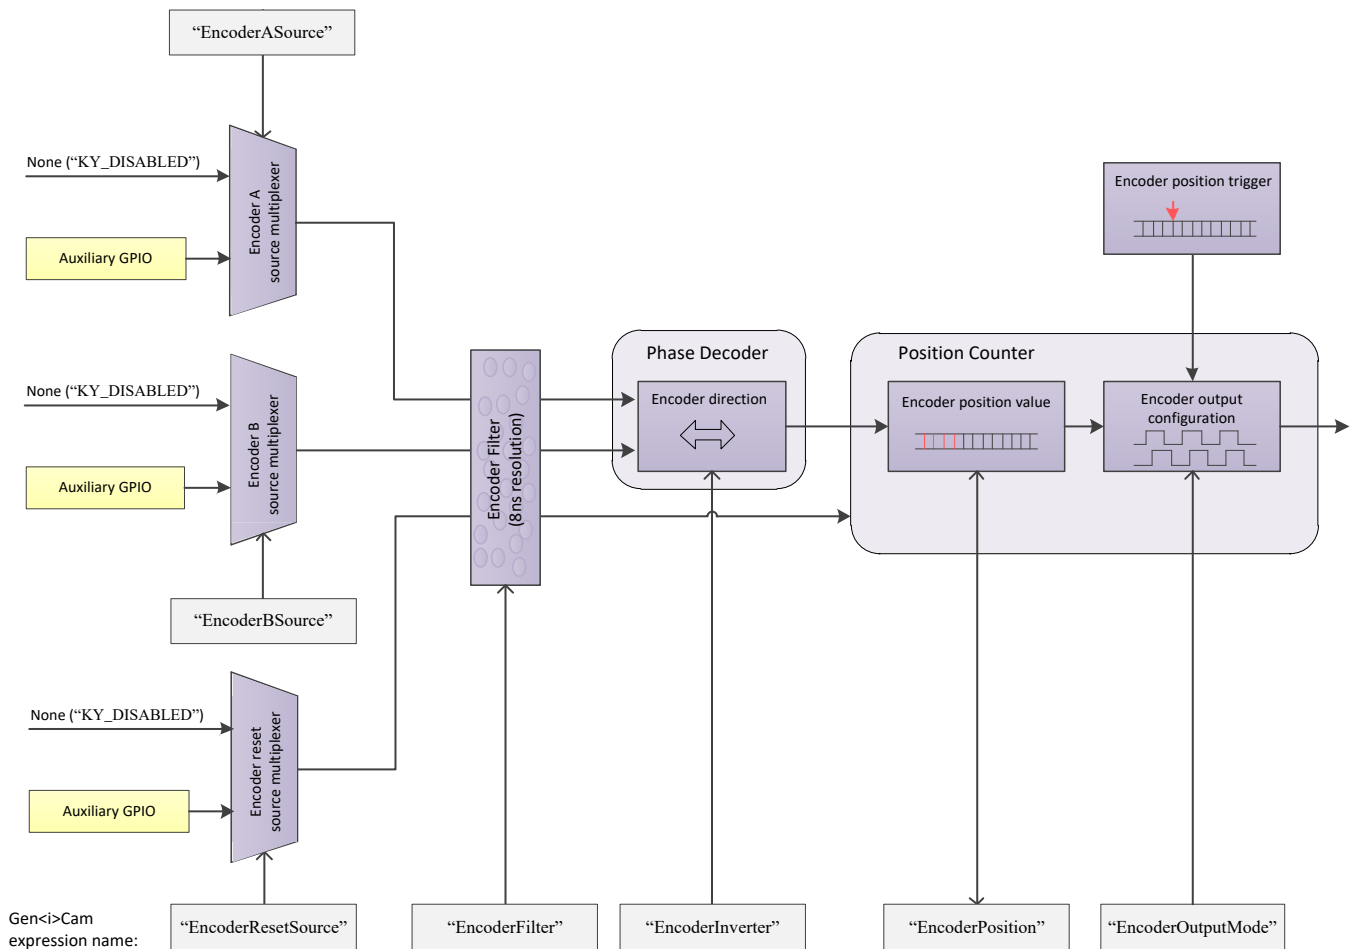 “EncoderASource”
None (“KY_DISABLED”)
Encoder A
source multiplexer
Auxiliary GPIO
Encoder position trigger
None (“KY_DISABLED”)
Encoder B
source multiplexer
Auxiliary GPIO
“EncoderBSource”
Encoder Filter
(8ns resolution)
Phase Decoder
Encoder direction
Position Counter
Encoder position value
Encoder output
configuration
None (“KY_DISABLED”)
Encoder reset
source multiplexer
Auxiliary GPIO
Gen<i>Cam
expression name:
“EncoderResetSource”
“EncoderFilter”
“EncoderInverter”
“EncoderPosition”
“EncoderOutputMode”